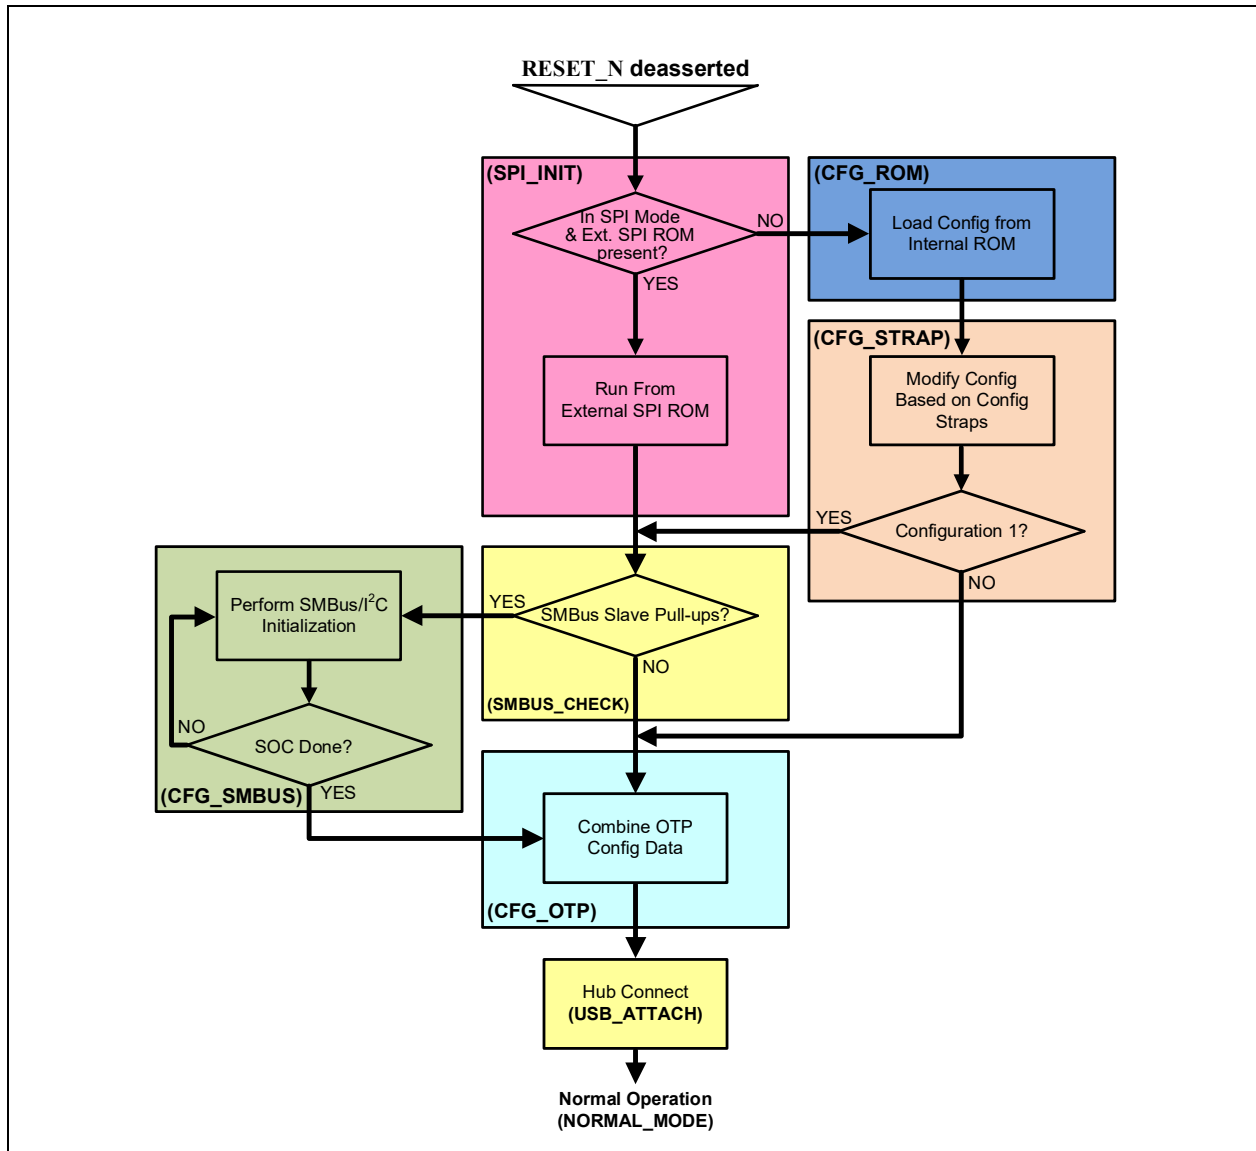 RESET_N deasserted
(SPI_INIT)
In SPI Mode
& Ext. SPI ROM
present?
NO
YES
Run From
External SPI ROM
(CFG_ROM)
Load Config from
Internal ROM
(CFG_STRAP)
Modify Config
Based on Config
Straps
Configuration 1?
YES
NO
SMBus Slave Pull-ups?
YES
NO
(SMBUS_CHECK)
Perform SMBus/I²C
Initialization
SOC Done?
NO
YES
(CFG_SMBUS)
Combine OTP
Config Data
(CFG_OTP)
Hub Connect
(USB_ATTACH)
Normal Operation
(NORMAL_MODE)